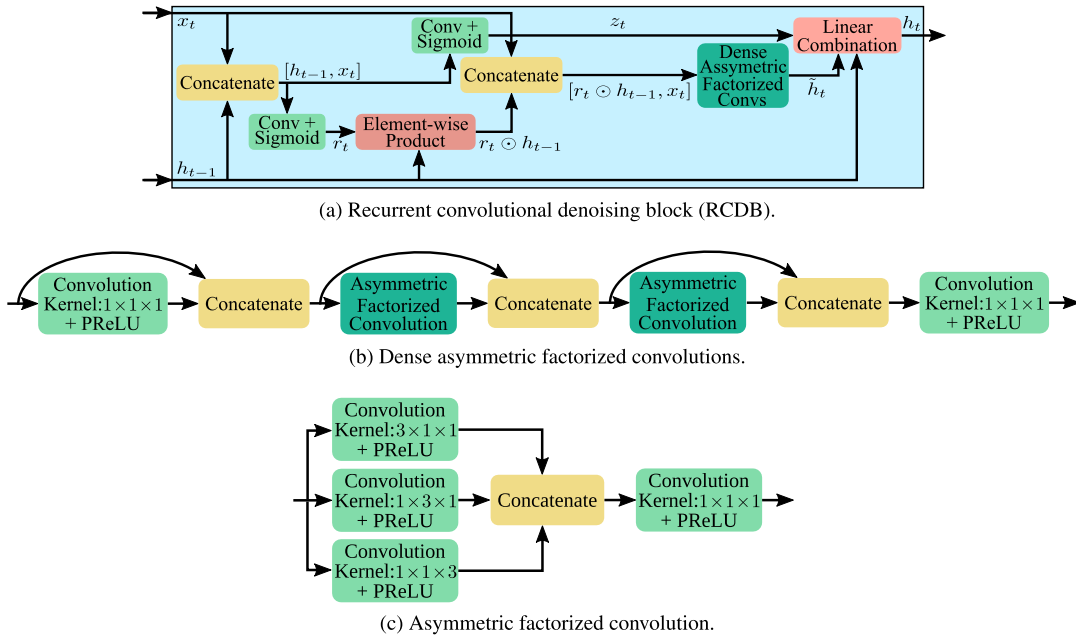 x_t
Conv +
Sigmoid
z_t
Linear
Combination
h_t
Concatenate
[h_{t-1}, x_t]
Concatenate
[r_t ⊙ h_{t-1}, x_t]
Dense
Assymetric
Factorized
Convs
h̃_t
Conv +
Sigmoid
r_t
Element-wise
Product
r_t ⊙ h_{t-1}
h_{t-1}
(a) Recurrent convolutional denoising block (RCDB).
Convolution
Kernel:1×1×1
+ PReLU
Concatenate
Asymmetric
Factorized
Convolution
Concatenate
Asymmetric
Factorized
Convolution
Concatenate
Convolution
Kernel:1×1×1
+ PReLU
(b) Dense asymmetric factorized convolutions.
Convolution
Kernel:3×1×1
+ PReLU
Convolution
Kernel:1×3×1
+ PReLU
Convolution
Kernel:1×1×3
+ PReLU
Concatenate
Convolution
Kernel:1×1×1
+ PReLU
(c) Asymmetric factorized convolution.